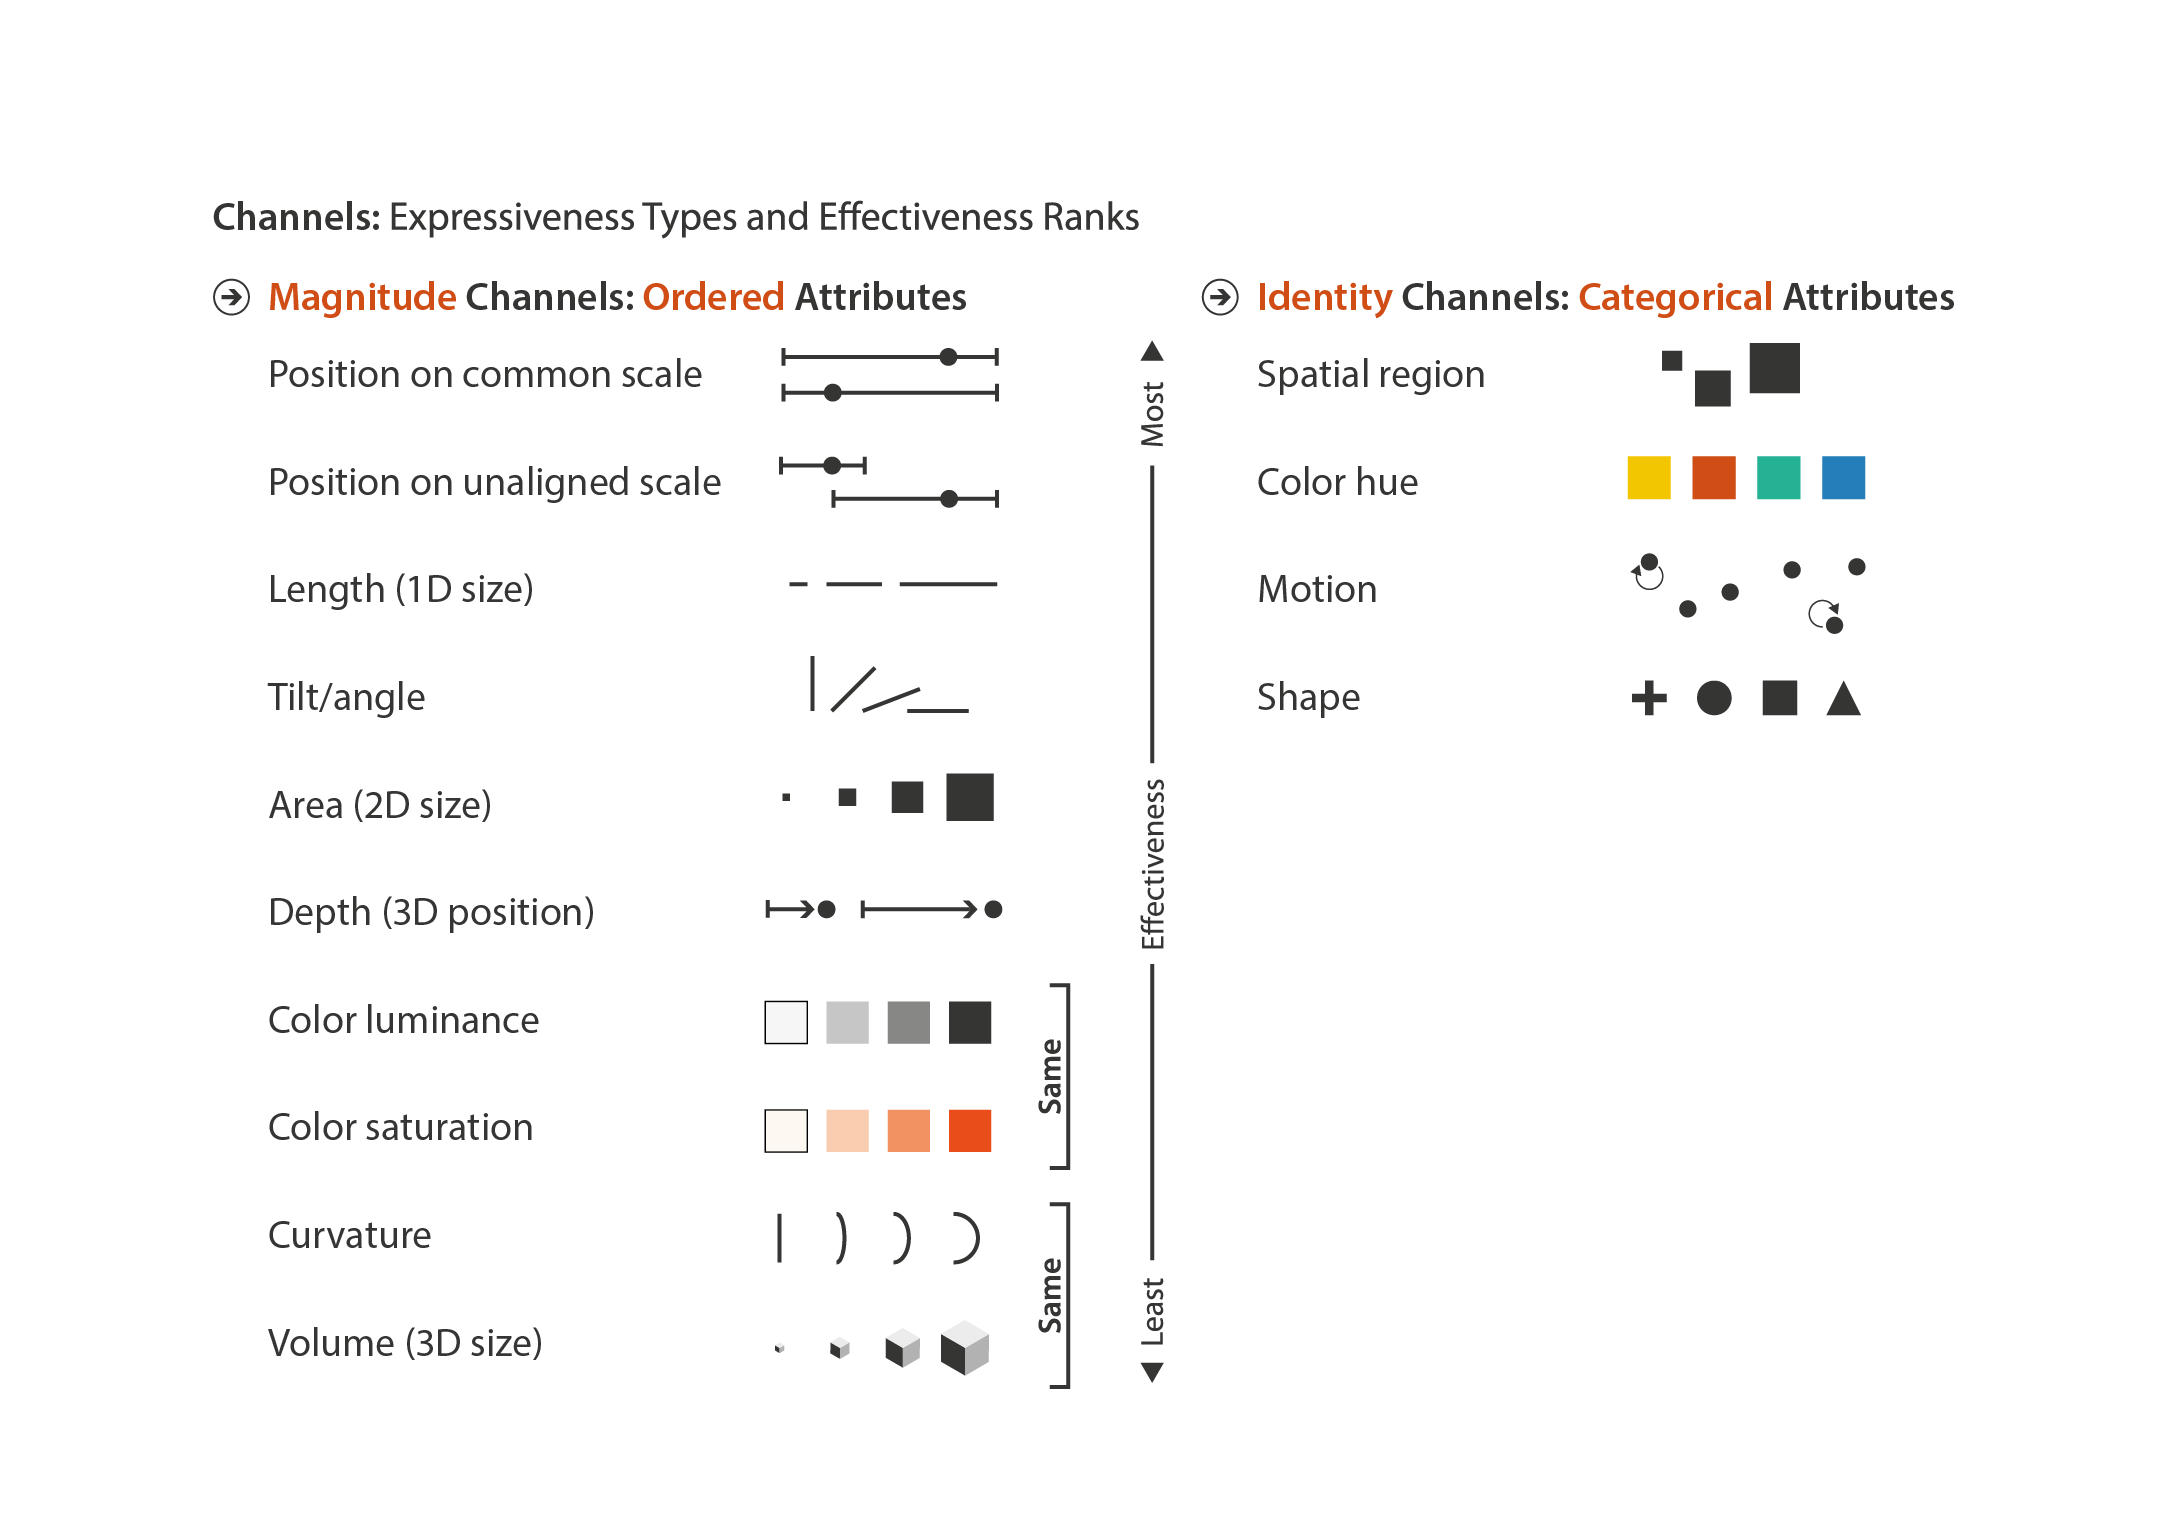 Channels: Expressiveness Types and Effectiveness Ranks
Magnitude Channels: Ordered Attributes
Position on common scale
Position on unaligned scale
Length (1D size)
Tilt/angle
Area (2D size)
Depth (3D position)
Color luminance
Color saturation
Curvature
Volume (3D size)
Same
Same
Most
Effectiveness
Least
Identity Channels: Categorical Attributes
Spatial region
Color hue
Motion
Shape